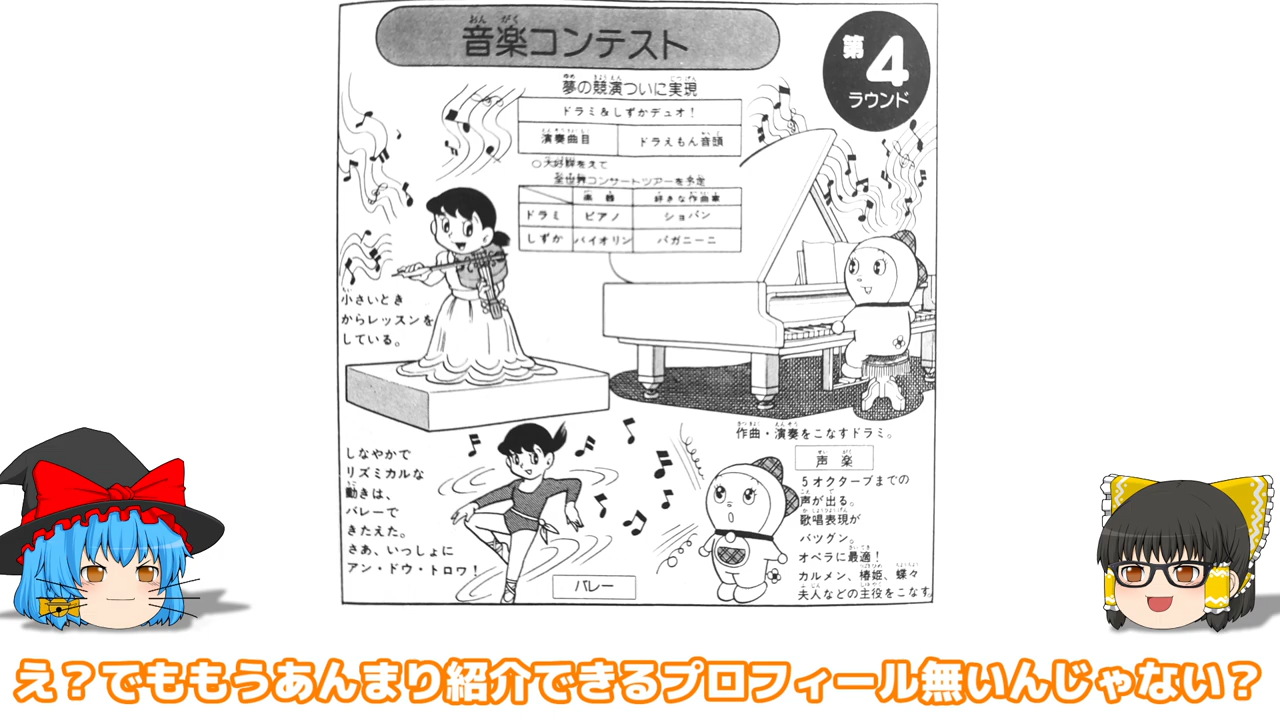 音楽コンテスト
第4ラウンド
夢の競演ついに実現
ドラミ&しずかデュオ!
演奏曲目 ドラえもん音頭
○大好評をえて
全世界コンサートツアーを予定
楽器 好きな作曲家
ドラミ ピアノ ショパン
しずか バイオリン パガニーニ
小さいとき
からレッスンを
している。
作曲・演奏をこなすドラミ。
しなやかで
リズミカルな
動きは、
バレーで
きたえた。
さあ、いっしょに
アン・ドウ・トロワ!
バレー
声楽
5オクターブまでの
声が出る。
歌唱表現が
バツグン。
オペラに最適!
カルメン、椿姫、蝶々
夫人などの主役をこなす。
え?でももうあんまり紹介できるプロフィール無いんじゃない?